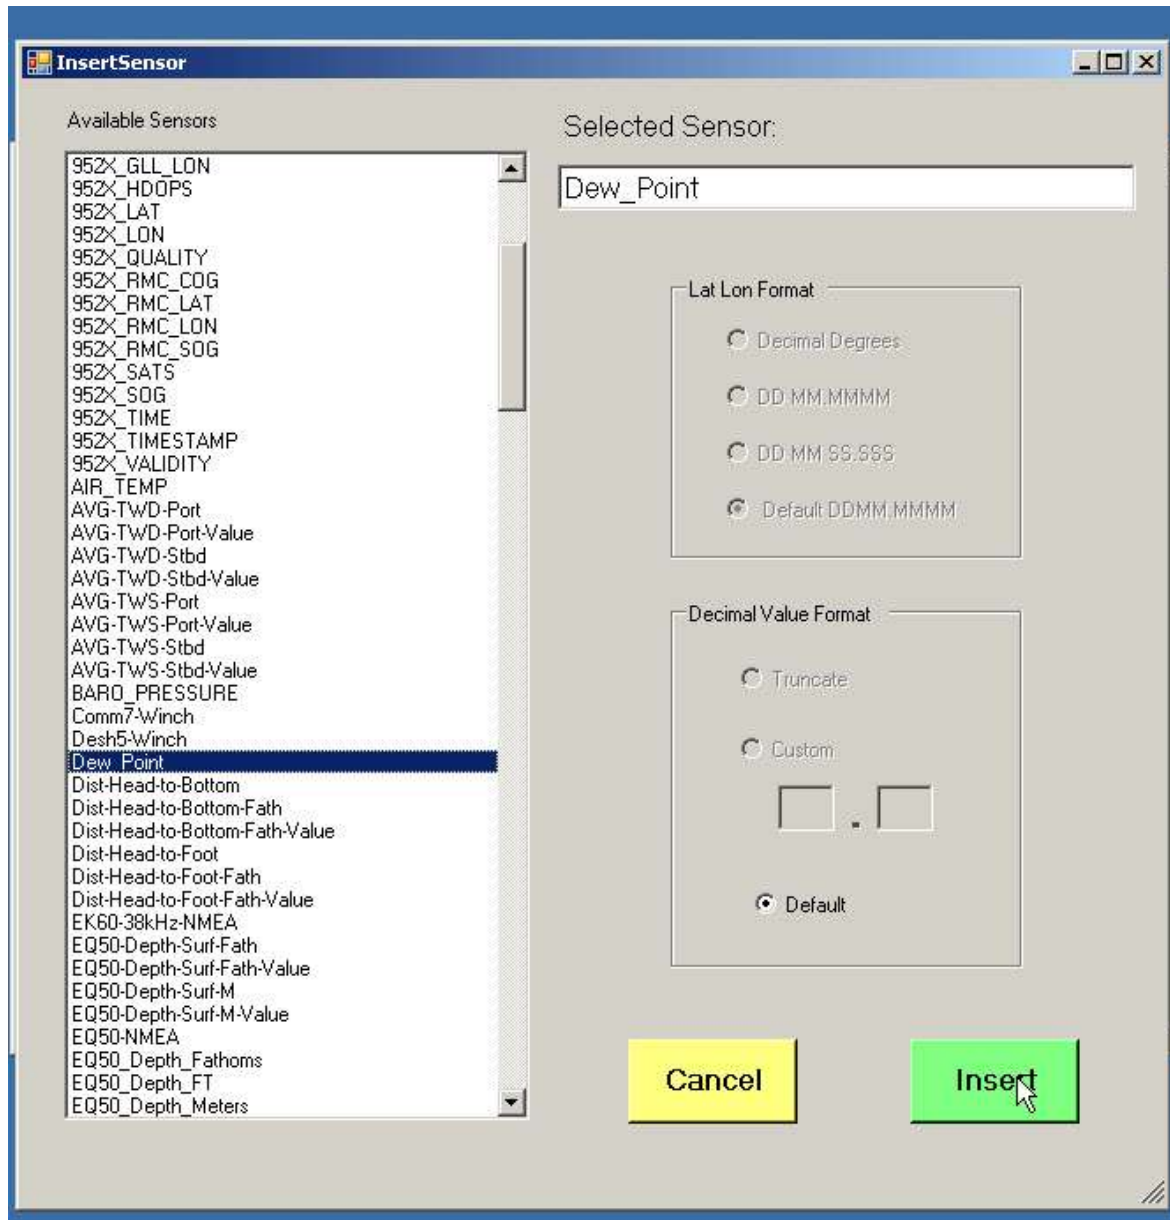 InsertSensor
Available Sensors
952X_GLL_LON
952X_HDOPS
952X_LAT
952X_LON
952X_QUALITY
952X_RMC_COG
952X_RMC_LAT
952X_RMC_LON
952X_RMC_SOG
952X_SATS
952X_SOG
952X_TIME
952X_TIMESTAMP
952X_VALIDITY
AIR_TEMP
AVG-TWD-Port
AVG-TWD-Port-Value
AVG-TWD-Stbd
AVG-TWD-Stbd-Value
AVG-TWS-Port
AVG-TWS-Port-Value
AVG-TWS-Stbd
AVG-TWS-Stbd-Value
BARO_PRESSURE
Comm7-Winch
Desh5-Winch
Dew_Point
Dist-Head-to-Bottom
Dist-Head-to-Bottom-Fath
Dist-Head-to-Bottom-Fath-Value
Dist-Head-to-Foot
Dist-Head-to-Foot-Fath
Dist-Head-to-Foot-Fath-Value
EK60-38kHz-NMEA
EQ50-Depth-Surf-Fath
EQ50-Depth-Surf-Fath-Value
EQ50-Depth-Surf-M
EQ50-Depth-Surf-M-Value
EQ50-NMEA
EQ50_Depth_Fathoms
EQ50_Depth_FT
EQ50_Depth_Meters
Selected Sensor:
Dew_Point
Lat Lon Format
Decimal Degrees
DD MM.MMMM
DD MM SS.SSS
Default DDMM.MMMM
Decimal Value Format
Truncate
Custom
.
Default
Cancel
Insert